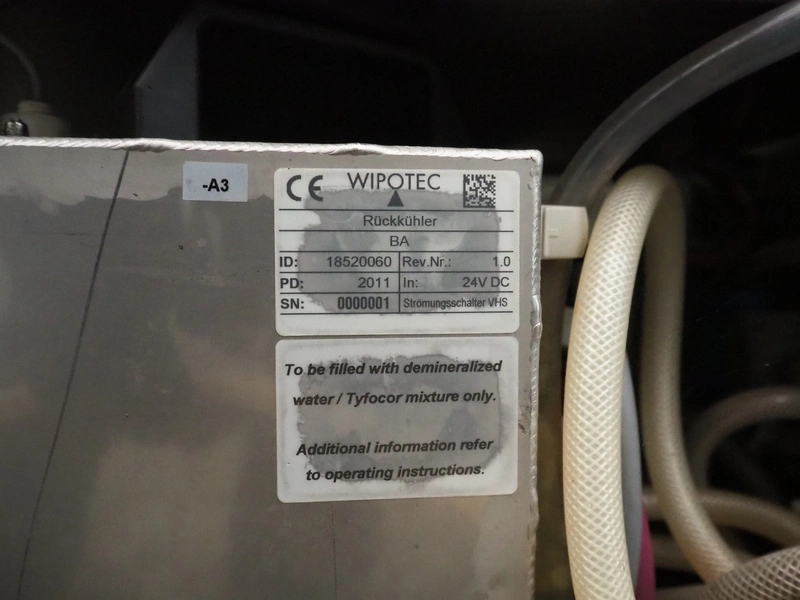 -A3
CE WIPOTEC
Rückkühler
BA
ID: 18520060 Rev.Nr.: 1.0
PD: 2011 In: 24V DC
SN: 0000001 Strömungsschalter VHS
To be filled with demineralized
water / Tyfocor mixture only.
Additional information refer
to operating instructions.